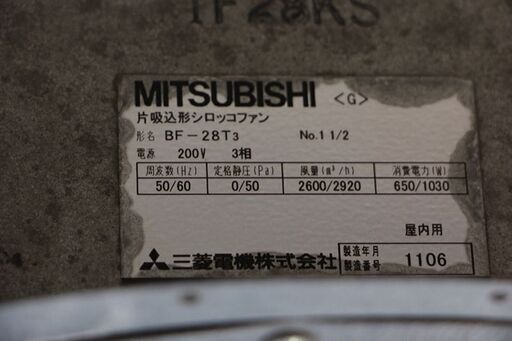 TF28RS
MITSUBISHI <G>
片吸込形シロッコファン
形名 BF-28T3 No.1 1/2
電源 200V 3相
周波数(Hz) 定格静圧(Pa) 風量(m³/h) 消費電力(W)
50/60 0/50 2600/2920 650/1030
屋内用
三菱電機株式会社
製造年月
製造番号 1106